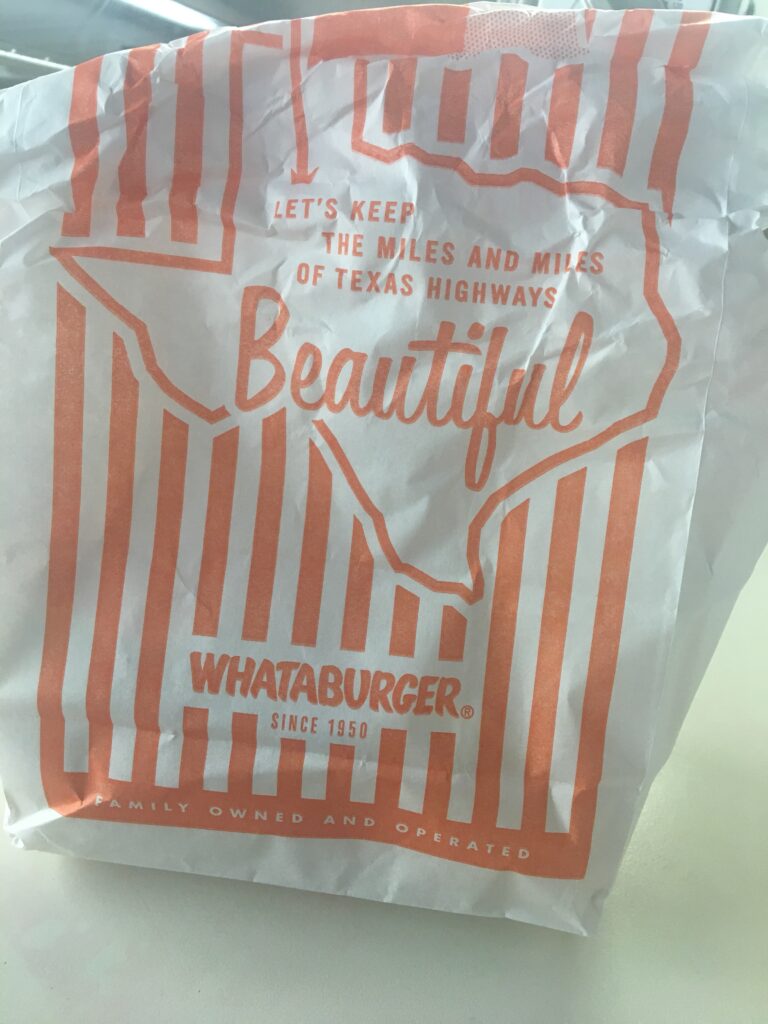 LET'S KEEP
THE MILES AND MILES
OF TEXAS HIGHWAYS
Beautiful
WHATABURGER®
SINCE 1950
FAMILY OWNED AND OPERATED